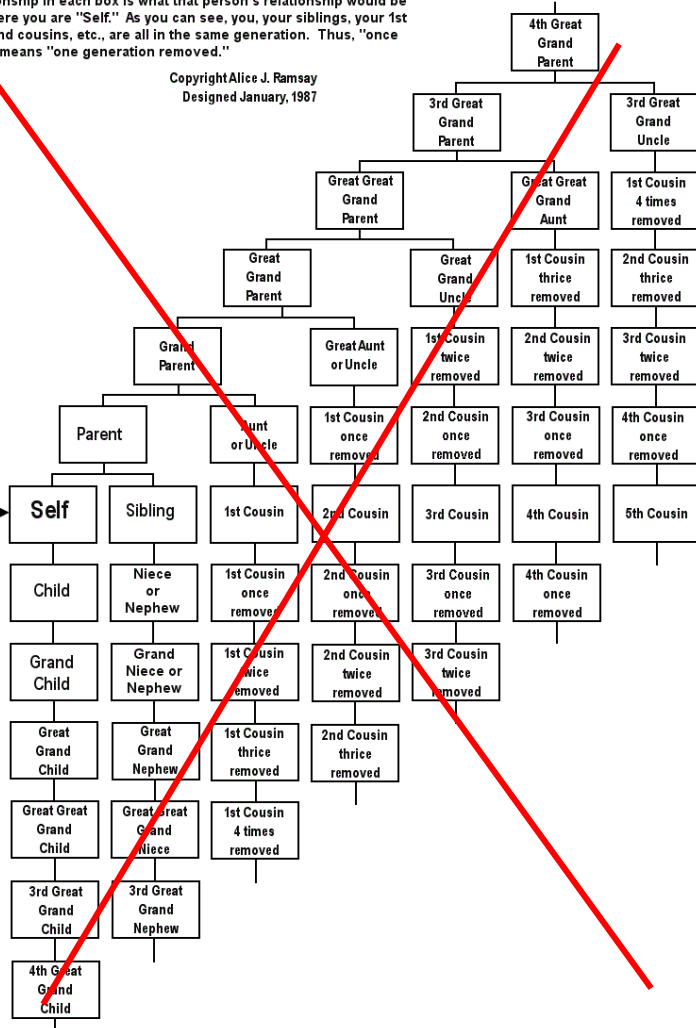 onship in each box is what that person's relationship would be
ere you are "Self." As you can see, you, your siblings, your 1st
nd cousins, etc., are all in the same generation. Thus, "once
means "one generation removed."
Copyright Alice J. Ramsay
Designed January, 1987
4th Great
Grand
Parent
3rd Great
Grand
Parent
3rd Great
Grand
Uncle
Great Great
Grand
Parent
Great Great
Grand
Aunt
1st Cousin
4 times
removed
Great
Grand
Parent
Great
Grand
Uncle
1st Cousin
thrice
removed
2nd Cousin
thrice
removed
Grand
Parent
Great Aunt
or Uncle
1st Cousin
twice
removed
2nd Cousin
twice
removed
3rd Cousin
twice
removed
Parent
Aunt
or Uncle
1st Cousin
once
removed
2nd Cousin
once
removed
3rd Cousin
once
removed
4th Cousin
once
removed
Self
Sibling
1st Cousin
2nd Cousin
3rd Cousin
4th Cousin
5th Cousin
Child
Niece
or
Nephew
1st Cousin
once
removed
2nd Cousin
once
removed
3rd Cousin
once
removed
4th Cousin
once
removed
Grand
Child
Grand
Niece or
Nephew
1st Cousin
twice
removed
2nd Cousin
twice
removed
3rd Cousin
twice
removed
Great
Grand
Child
Great
Grand
Nephew
1st Cousin
thrice
removed
2nd Cousin
thrice
removed
Great Great
Grand
Child
Great Great
Grand
Niece
1st Cousin
4 times
removed
3rd Great
Grand
Child
3rd Great
Grand
Nephew
4th Great
Grand
Child